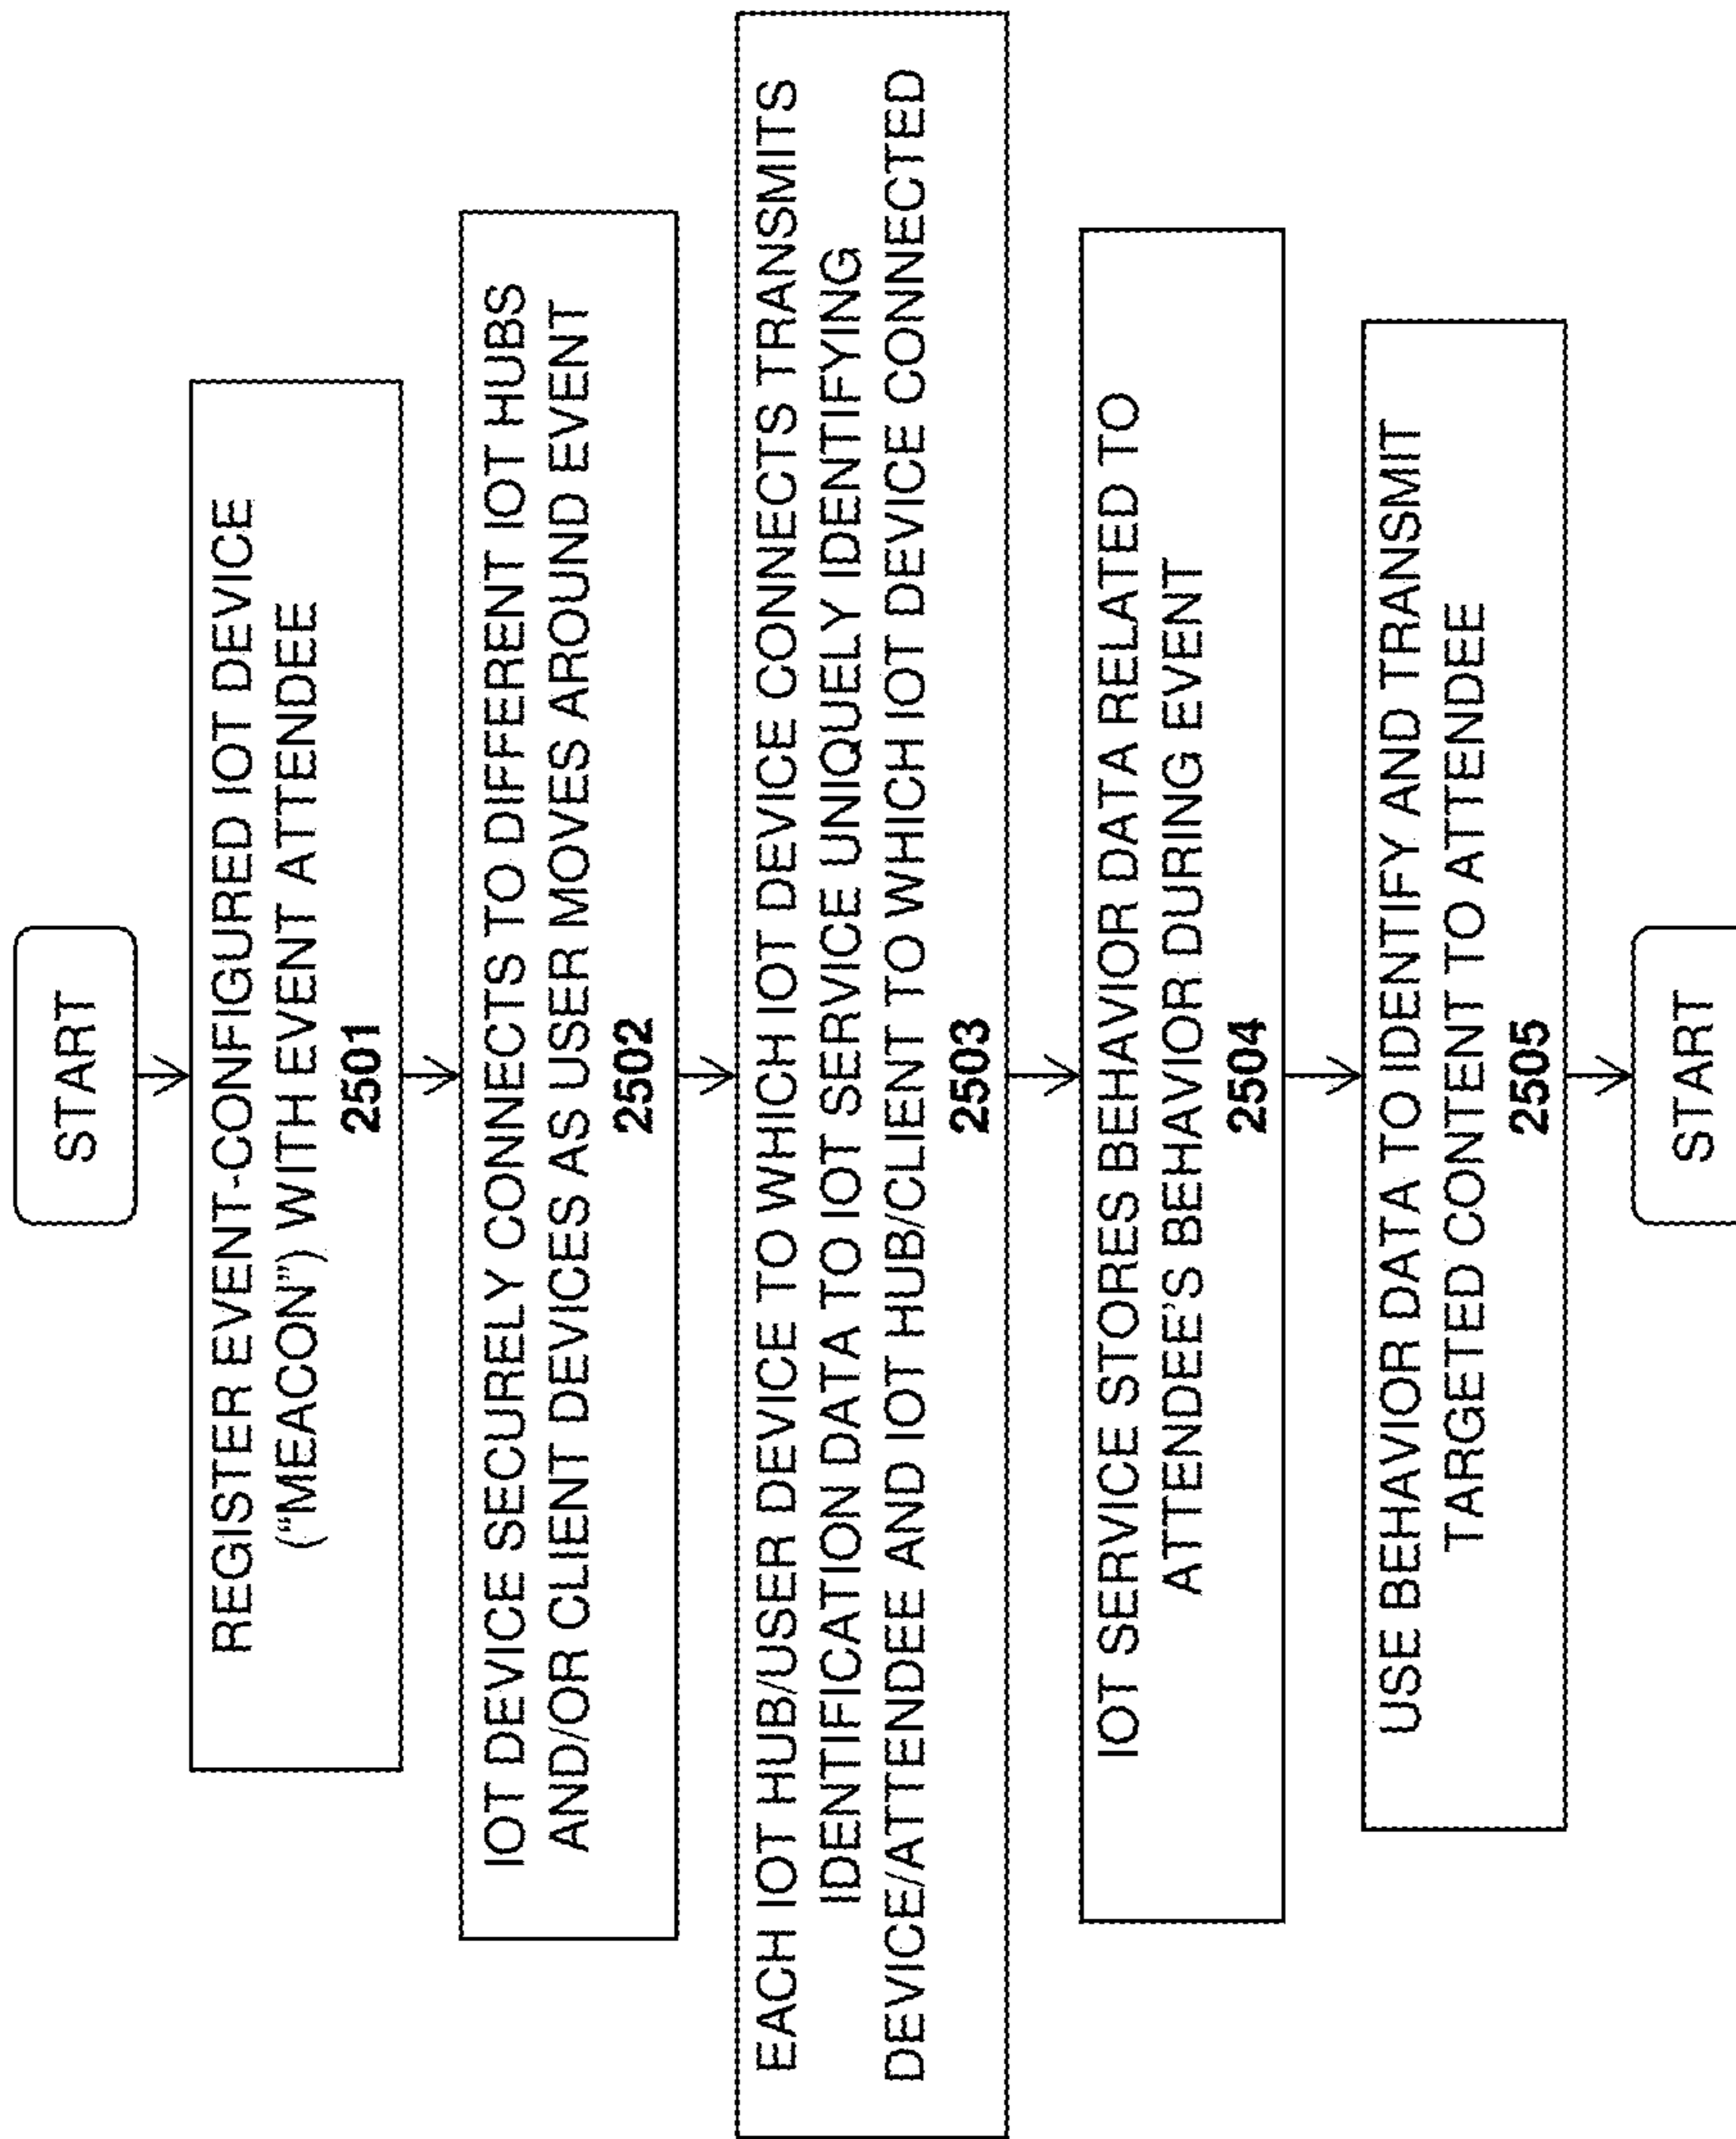 START
REGISTER EVENT-CONFIGURED IOT DEVICE
("MEACON") WITH EVENT ATTENDEE
2501
IOT DEVICE SECURELY CONNECTS TO DIFFERENT IOT HUBS
AND/OR CLIENT DEVICES AS USER MOVES AROUND EVENT
2502
EACH IOT HUB/USER DEVICE TO WHICH IOT DEVICE CONNECTS TRANSMITS
IDENTIFICATION DATA TO IOT SERVICE UNIQUELY IDENTIFYING
DEVICE/ATTENDEE AND IOT HUB/CLIENT TO WHICH IOT DEVICE CONNECTED
2503
IOT SERVICE STORES BEHAVIOR DATA RELATED TO
ATTENDEE'S BEHAVIOR DURING EVENT
2504
USE BEHAVIOR DATA TO IDENTIFY AND TRANSMIT
TARGETED CONTENT TO ATTENDEE
2505
START